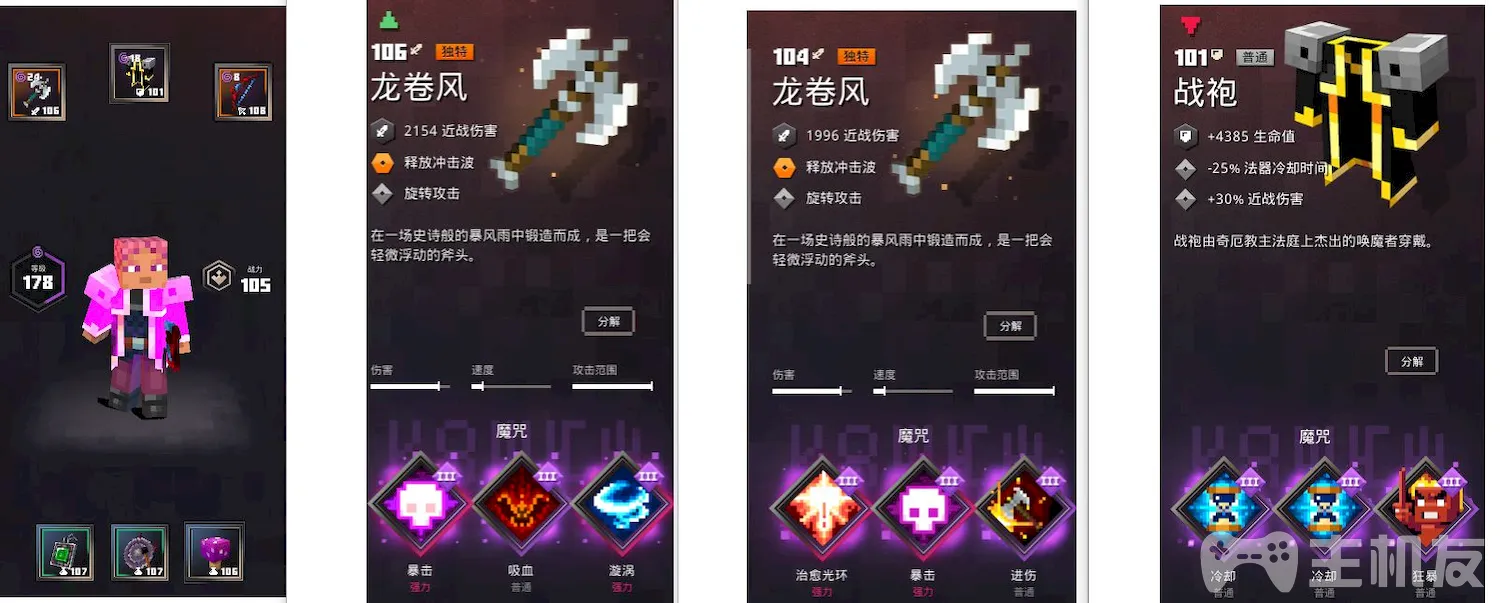 24
106
18
101
8
108
等级
178
战力
105
107
107
106
106 独特
龙卷风
2154 近战伤害
释放冲击波
旋转攻击
在一场史诗般的暴风雨中锻造而成，是一把会
轻微浮动的斧头。
分解
伤害 速度 攻击范围
魔咒
III III III
暴击 吸血 漩涡
强力 普通 强力
104 独特
龙卷风
1996 近战伤害
释放冲击波
旋转攻击
在一场史诗般的暴风雨中锻造而成，是一把会
轻微浮动的斧头。
分解
伤害 速度 攻击范围
魔咒
III III III
治愈光环 暴击 进伤
强力 强力 普通
101 普通
战袍
+4385 生命值
-25% 法器冷却时间
+30% 近战伤害
战袍由奇厄教主法庭上杰出的唤魔者穿戴。
分解
魔咒
III III III
冷却 冷却 狂暴
普通 普通 普通
主机友